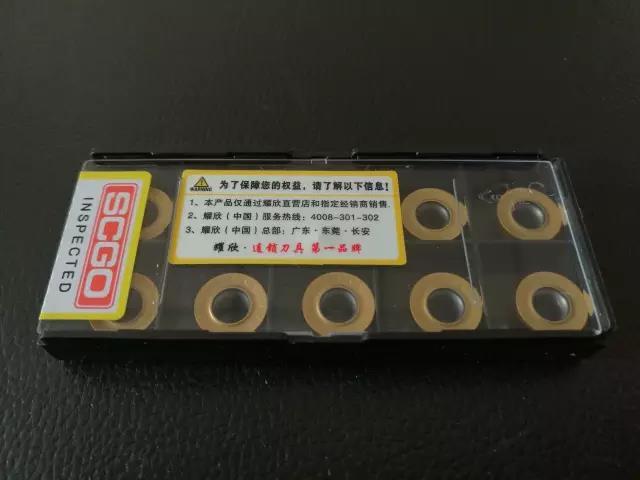 SCGO
INSPECTED
WARNING
为了保障您的权益，请了解以下信息！
1、本产品仅通过耀欣直营店和指定经销商销售.
2、耀欣（中国）服务热线：4008-301-302
3、耀欣（中国）总部：广东·东莞·长安
耀欣·连锁刀具 第一品牌